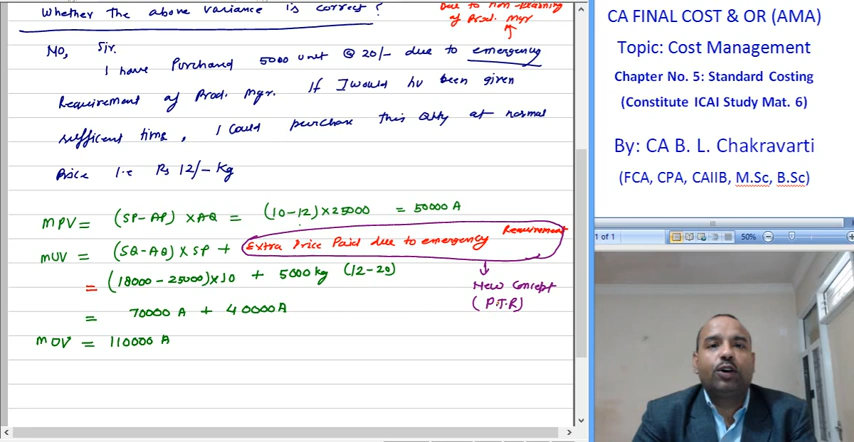 Whether the above variance is correct?
Due to non-planning
of Prod. Mgr
No, Sir.
I have Purchased 5000 unit @ 20/- due to emergency
Requirement of Prod. Mgr. If I would hv been given
sufficient time, I could purchase this Qty at normal
Price i.e Rs 12/- Kg
MPV = (SP-AP) X AQ = (10-12) X 25000 = 50000 A
MUV = (SQ-AQ) X SP + Extra Price Paid due to emergency Requirement
= (18000-25000) X 10 + 5000 kg (12-20)
New Concept
(P.T.R)
= 70000 A + 40000 A
= 110000 A
1 of 1
50%
CA FINAL COST & OR (AMA)
Topic: Cost Management
Chapter No. 5: Standard Costing
(Constitute ICAI Study Mat. 6)
By: CA B. L. Chakravarti
(FCA, CPA, CAIIB, M.Sc, B.Sc)